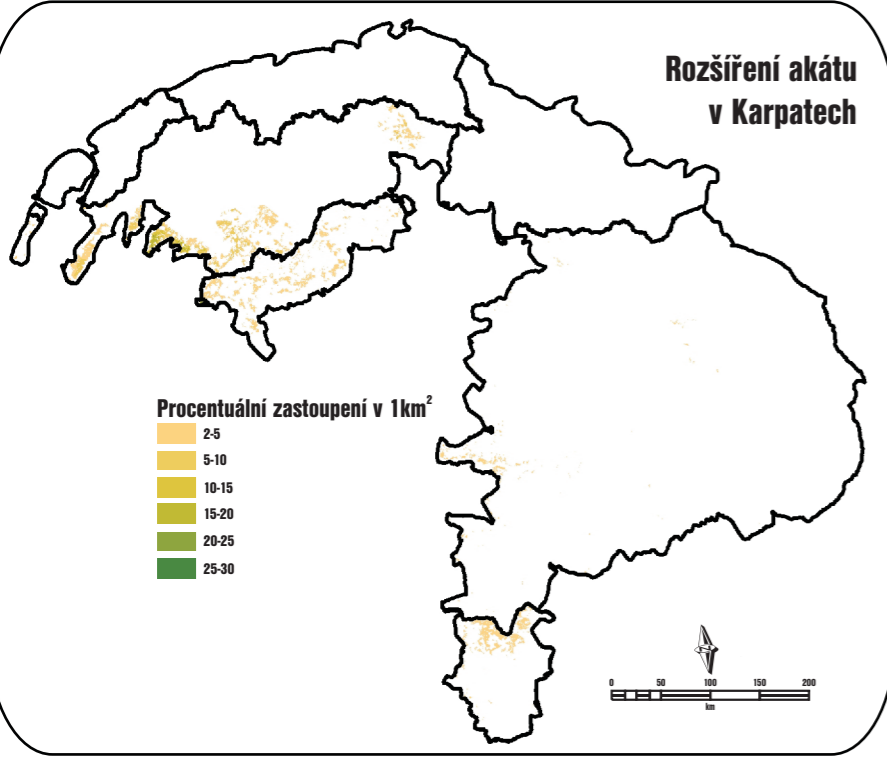 Rozšíření akátu
v Karpatech
Procentuální zastoupení v 1km²
2-5
5-10
10-15
15-20
20-25
25-30
0 50 100 150 200
km